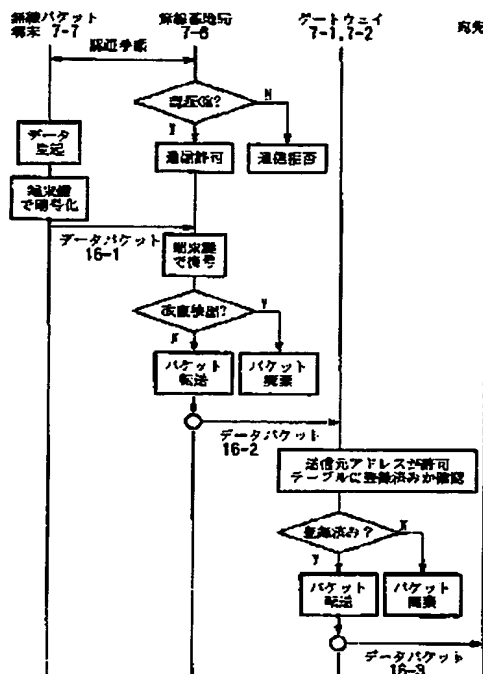 無線パケット
端末 7-7
無線基地局
7-6
ゲートウェイ
7-1,7-2
宛先
認証手順
認証OK?
Y
N
データ
生起
通信許可
通信拒否
端末鍵
で暗号化
データパケット
16-1
端末鍵
で復号
改竄検出?
Y
N
パケット
転送
パケット
廃棄
データパケット
16-2
送信元アドレスが許可
テーブルに登録済みか確認
登録済み?
N
Y
パケット
転送
パケット
廃棄
データパケット
16-3